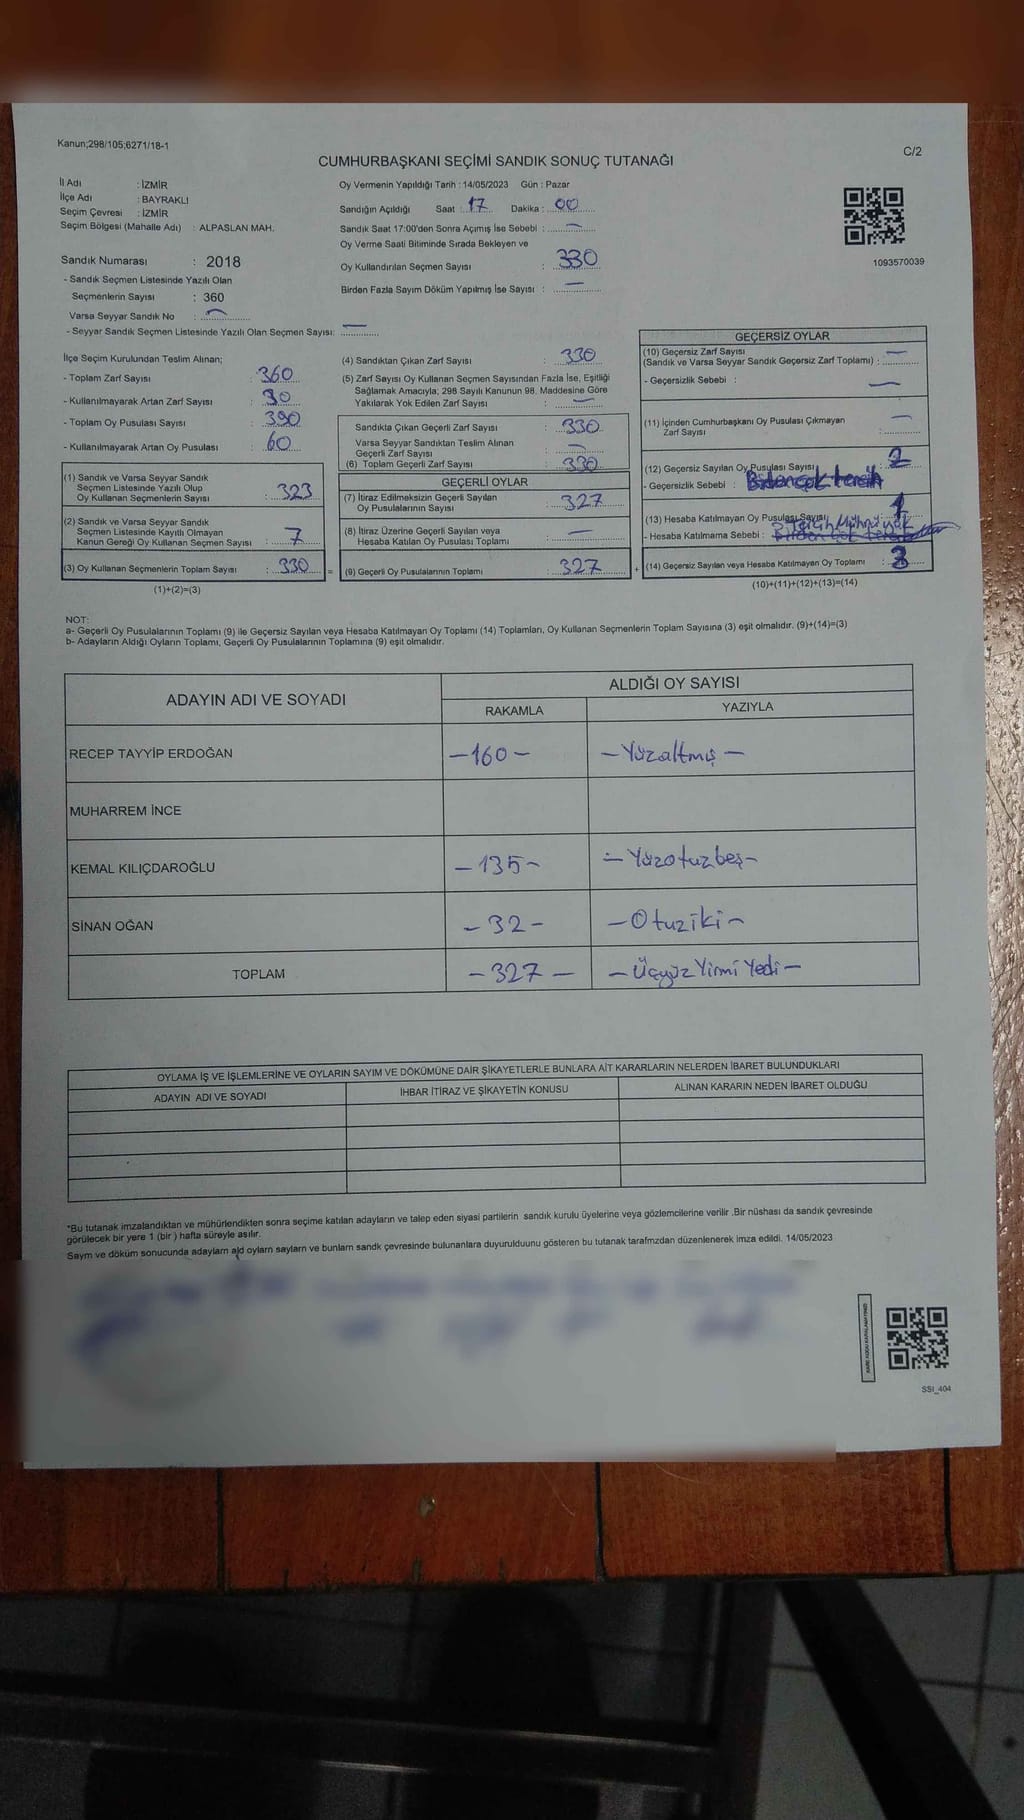 Kanun;298/105;6271/18-1
C/2
CUMHURBAŞKANI SEÇİMİ SANDIK SONUÇ TUTANAĞI
İl Adı : İZMİR
İlçe Adı : BAYRAKLI
Seçim Çevresi : İZMİR
Seçim Bölgesi (Mahalle Adı) : ALPASLAN MAH.
Sandık Numarası : 2018
- Sandık Seçmen Listesinde Yazılı Olan
Seçmenlerin Sayısı : 360
Varsa Seyyar Sandık No : —
- Seyyar Sandık Seçmen Listesinde Yazılı Olan Seçmen Sayısı: —
Oy Vermenin Yapıldığı Tarih : 14/05/2023 Gün : Pazar
Sandığın Açıldığı Saat : 17 Dakika : 00
Sandık Saat 17:00'den Sonra Açımış İse Sebebi : —
Oy Verme Saati Bitiminde Sırada Bekleyen ve
Oy Kullandırılan Seçmen Sayısı : 330
Birden Fazla Sayım Döküm Yapılmış İse Sayısı : —
1093570039
İlçe Seçim Kurulundan Teslim Alınan;
- Toplam Zarf Sayısı : 360
- Kullanılmayarak Artan Zarf Sayısı : 30
- Toplam Oy Pusulası Sayısı : 390
- Kullanılmayarak Artan Oy Pusulası : 60
(1) Sandık ve Varsa Seyyar Sandık
Seçmen Listesinde Yazılı Olup
Oy Kullanan Seçmenlerin Sayısı : 323
(2) Sandık ve Varsa Seyyar Sandık
Seçmen Listesinde Kayıtlı Olmayan
Kanun Gereği Oy Kullanan Seçmen Sayısı : 7
(3) Oy Kullanan Seçmenlerin Toplam Sayısı : 330 =
(1)+(2)=(3)
(4) Sandıktan Çıkan Zarf Sayısı : 330
(5) Zarf Sayısı Oy Kullanan Seçmen Sayısından Fazla İse, Eşitliği
Sağlamak Amacıyla; 298 Sayılı Kanunun 98. Maddesine Göre
Yakılarak Yok Edilen Zarf Sayısı : —
Sandıkta Çıkan Geçerli Zarf Sayısı : 330
Varsa Seyyar Sandıktan Teslim Alınan
Geçerli Zarf Sayısı : —
(6) Toplam Geçerli Zarf Sayısı : 330
GEÇERLİ OYLAR
(7) İtiraz Edilmeksizin Geçerli Sayılan
Oy Pusulasının Sayısı : 327
(8) İtiraz Üzerine Geçerli Sayılan veya
Hesaba Katılan Oy Pusulası Toplamı : —
(9) Geçerli Oy Pusulalarının Toplamı : 327 +
GEÇERSİZ OYLAR
(10) Geçersiz Zarf Sayısı
(Sandık ve Varsa Seyyar Sandık Geçersiz Zarf Toplamı) : —
- Geçersizlik Sebebi : —
(11) İçinden Cumhurbaşkanı Oy Pusulası Çıkmayan
Zarf Sayısı : —
(12) Geçersiz Sayılan Oy Pusulası Sayısı : 2
- Geçersizlik Sebebi : Birden çok tercih
(13) Hesaba Katılmayan Oy Pusulası Sayısı : 1
Tercih Mührü yok
- Hesaba Katılmama Sebebi :
(14) Geçersiz Sayılan veya Hesaba Katılmayan Oy Toplamı : 3
(10)+(11)+(12)+(13)=(14)
NOT:
a- Geçerli Oy Pusulalarının Toplamı (9) ile Geçersiz Sayılan veya Hesaba Katılmayan Oy Toplamı (14) Toplamları, Oy Kullanan Seçmenlerin Toplam Sayısına (3) eşit olmalıdır. (9)+(14)=(3)
b- Adayların Aldığı Oyların Toplamı, Geçerli Oy Pusulalarının Toplamına (9) eşit olmalıdır.
ADAYIN ADI VE SOYADI
ALDIĞI OY SAYISI
RAKAMLA YAZIYLA
RECEP TAYYİP ERDOĞAN -160- -Yüzaltmış-
MUHARREM İNCE
KEMAL KILIÇDAROĞLU -135- -Yüzotuzbeş-
SİNAN OĞAN -32- -Otuziki-
TOPLAM -327- -Üçyüz Yirmi Yedi-
OYLAMA İŞ VE İŞLEMLERİNE VE OYLARIN SAYIM VE DÖKÜMÜNE DAİR ŞİKAYETLERLE BUNLARA AİT KARARLARIN NELERDEN İBARET BULUNDUKLARI
ADAYIN ADI VE SOYADI İHBAR İTİRAZ VE ŞİKAYETİN KONUSU ALINAN KARARIN NEDEN İBARET OLDUĞU
*Bu tutanak imzalandıktan ve mühürlendikten sonra seçime katılan adayların ve talep eden siyasi partilerin sandık kurulu üyelerine veya gözlemcilerine verilir .Bir nüshası da sandık çevresinde
görülecek bir yere 1 (bir ) hafta süreyle asılır.
Saym ve döküm sonucunda adaylarn ald oylarn saylarn ve bunlarn sandk çevresinde bulunanlara duyurulduunu gösteren bu tutanak tarafmzdan düzenlenerek imza edildi. 14/05/2023
SSI_404